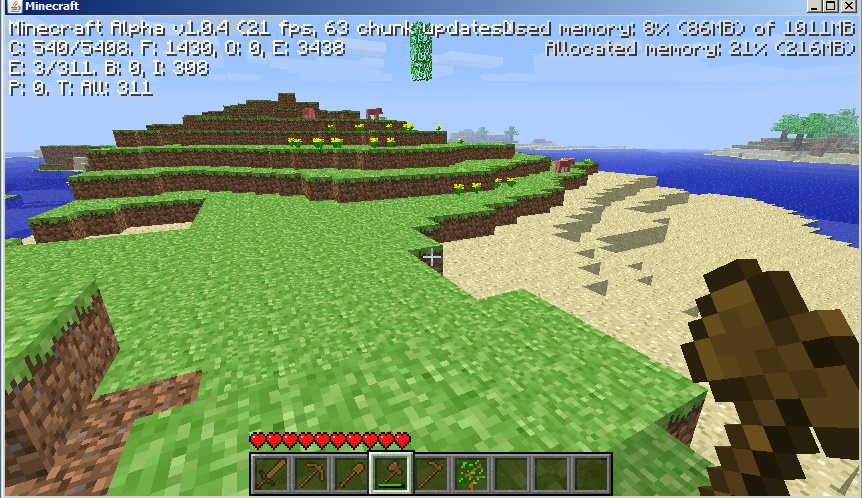 Minecraft
Minecraft Alpha v1.0.4 (21 fps, 63 chunk updates)
Used memory: 8% (86MB) of 1011MB
C: 540/5408. F: 1430, O: 0, E: 3438
Allocated memory: 21% (216MB)
E: 3/311. B: 0, I: 308
P: 0, T: All: 311